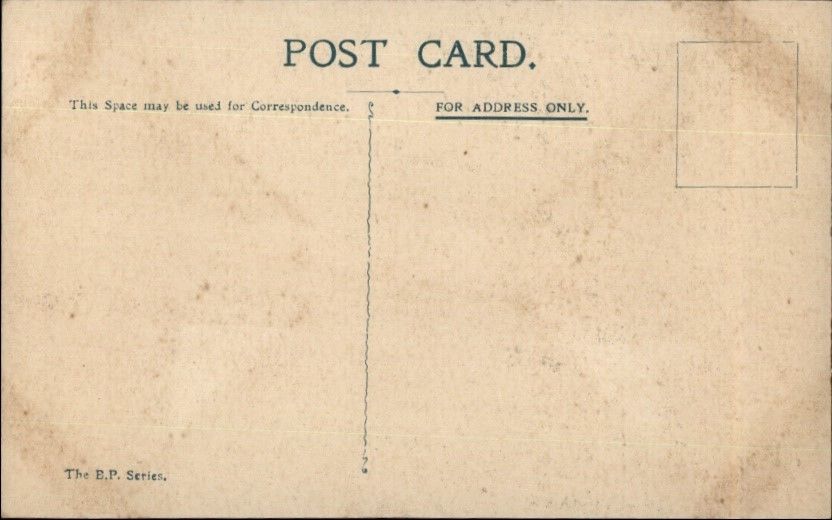 POST CARD.
This Space may be used for Correspondence.
FOR ADDRESS ONLY.
The E.P. Series.